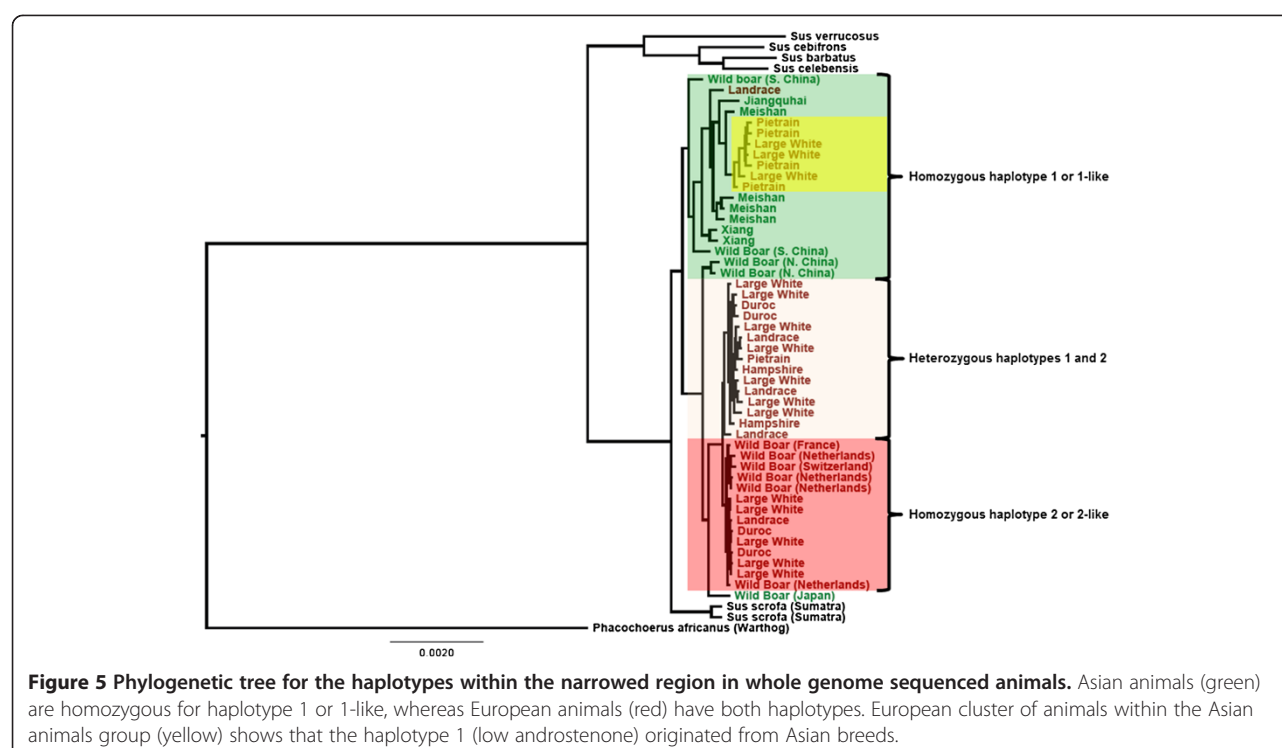 Sus verrucosus
Sus cebifrons
Sus barbatus
Sus celebensis
Wild boar (S. China)
Landrace
Jiangquhai
Meishan
Pietrain
Pietrain
Large White
Large White
Pietrain
Large White
Pietrain
Meishan
Meishan
Meishan
Xiang
Xiang
Wild Boar (S. China)
Wild Boar (N. China)
Wild Boar (N. China)
Homozygous haplotype 1 or 1-like
Large White
Large White
Duroc
Duroc
Large White
Landrace
Large White
Pietrain
Hampshire
Large White
Landrace
Large White
Large White
Hampshire
Landrace
Heterozygous haplotypes 1 and 2
Wild Boar (France)
Wild Boar (Netherlands)
Wild Boar (Switzerland)
Wild Boar (Netherlands)
Wild Boar (Netherlands)
Large White
Large White
Landrace
Duroc
Large White
Duroc
Large White
Large White
Wild Boar (Netherlands)
Homozygous haplotype 2 or 2-like
Wild Boar (Japan)
Sus scrofa (Sumatra)
Sus scrofa (Sumatra)
Phacochoerus africanus (Warthog)
0.0020
Figure 5 Phylogenetic tree for the haplotypes within the narrowed region in whole genome sequenced animals. Asian animals (green)
are homozygous for haplotype 1 or 1-like, whereas European animals (red) have both haplotypes. European cluster of animals within the Asian
animals group (yellow) shows that the haplotype 1 (low androstenone) originated from Asian breeds.